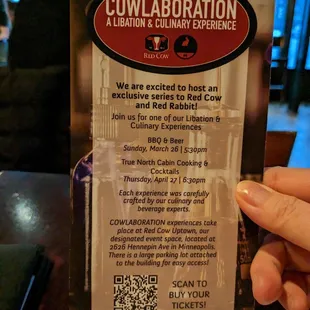 COWLABORATION
A LIBATION & CULINARY EXPERIENCE
RED COW
We are excited to host an
exclusive series to Red Cow
and Red Rabbit!
Join us for one of our Libation &
Culinary Experiences
BBQ & Beer
Sunday, March 26 | 5:30pm
True North Cabin Cooking &
Cocktails
Thursday, April 27 | 6:30pm
Each experience was carefully
crafted by our culinary and
beverage experts.
COWLABORATION experiences take
place at Red Cow Uptown, our
designated event space, located at
2626 Hennepin Ave in Minneapolis.
There is a large parking lot attached
to the building for easy access!
SCAN TO
BUY YOUR
TICKETS!